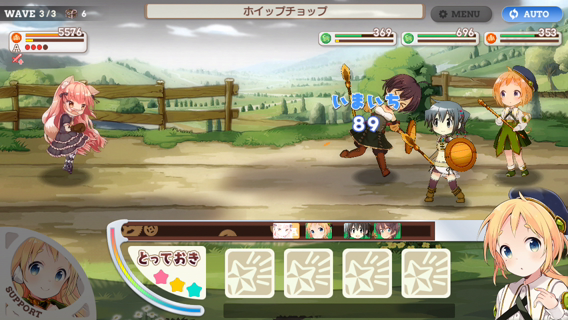 WAVE 3/3 6
ホイップチョップ
MENU
AUTO
5576
A
369
696
353
いまいち
89
とっておき
SUPPORT